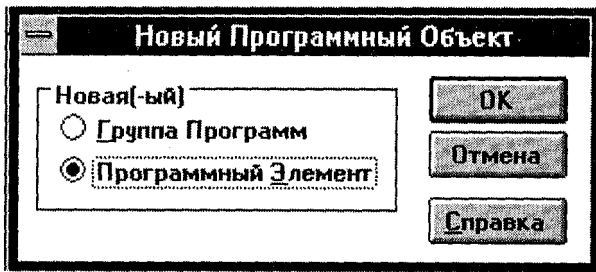 Новый Программный Объект
Новая(-ый)
Группа Программ
Программный Элемент
OK
Отмена
Справка